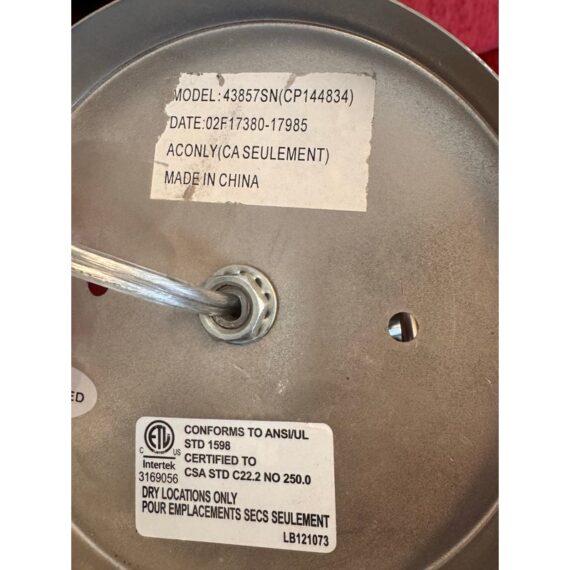 MODEL:43857SN(CP144834)
DATE:02F17380-17985
ACONLY(CA SEULEMENT)
MADE IN CHINA
ED
ETL
C US
Intertek
3169056
CONFORMS TO ANSI/UL
STD 1598
CERTIFIED TO
CSA STD C22.2 NO 250.0
DRY LOCATIONS ONLY
POUR EMPLACEMENTS SECS SEULEMENT
LB121073